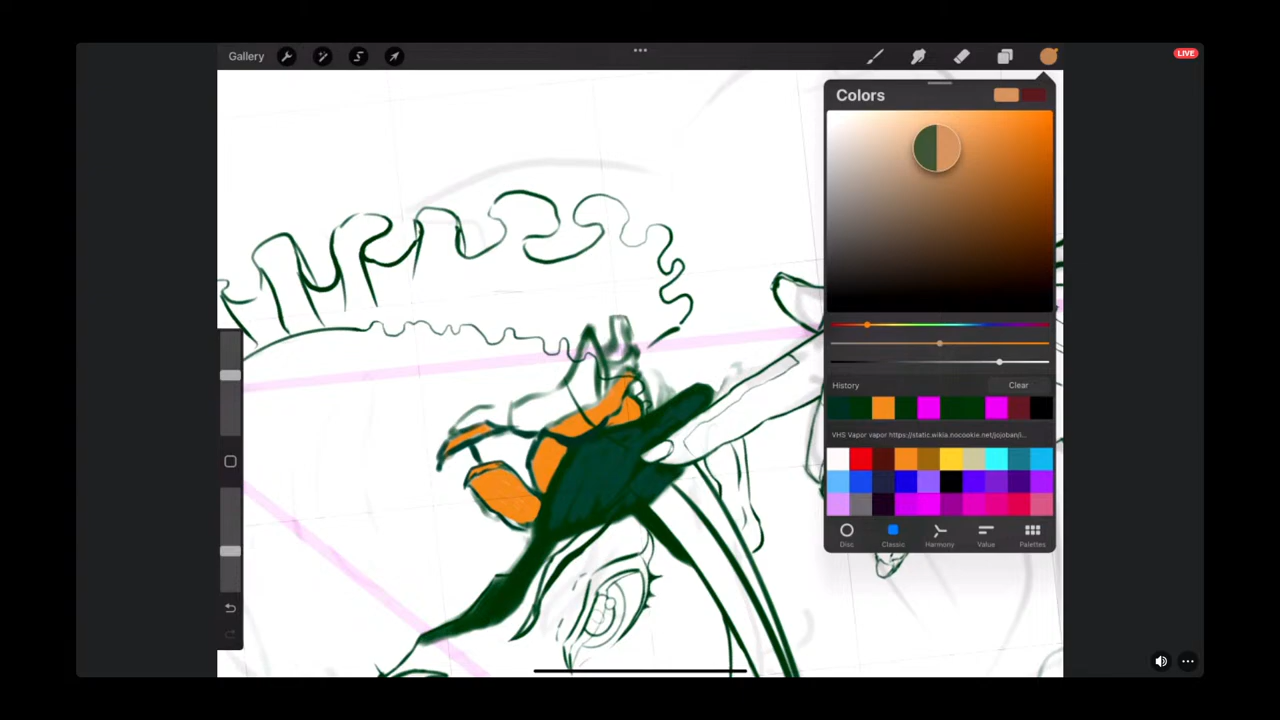 Gallery
LIVE
Colors
History
Clear
VHS Vapor vapor https://static.wikia.nocookie.net/jojoban/i...
Disc
Classic
Harmony
Value
Palettes